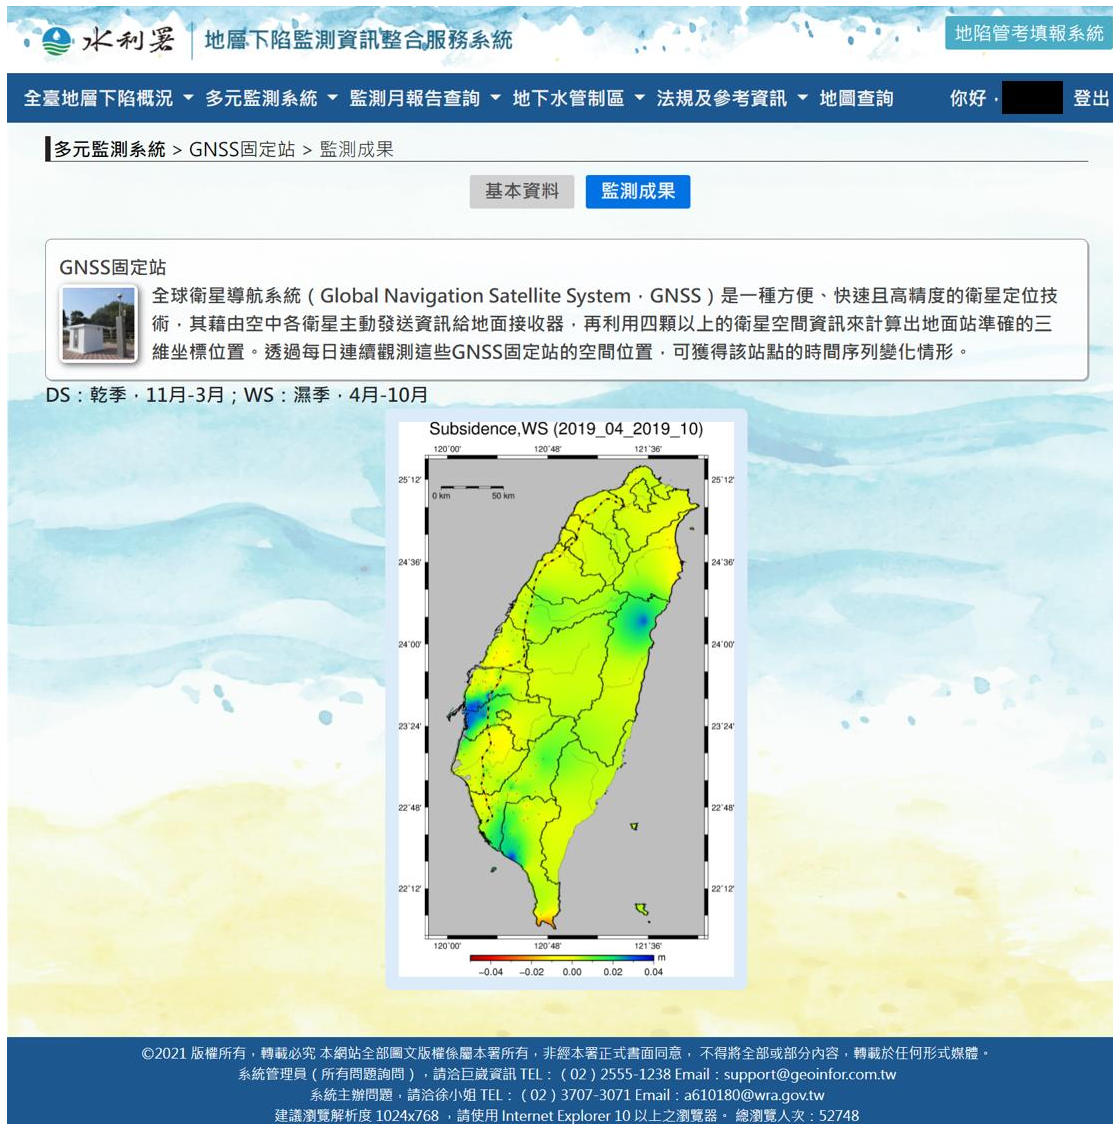 水利署 地層下陷監測資訊整合服務系統
地陷管考填報系統
全臺地層下陷概況 多元監測系統 監測月報告查詢 地下水管制區 法規及參考資訊 地圖查詢 你好， 登出
多元監測系統 > GNSS固定站 > 監測成果
基本資料 監測成果
GNSS固定站
全球衛星導航系統（Global Navigation Satellite System，GNSS）是一種方便、快速且高精度的衛星定位技
術，其藉由空中各衛星主動發送資訊給地面接收器，再利用四顆以上的衛星空間資訊來計算出地面站準確的三
維坐標位置。透過每日連續觀測這些GNSS固定站的空間位置，可獲得該站點的時間序列變化情形。
DS：乾季，11月-3月；WS：濕季，4月-10月
Subsidence,WS (2019_04_2019_10)
120˚00' 120˚48' 121˚36'
25˚12' 25˚12'
0 km 50 km
24˚36' 24˚36'
24˚00' 24˚00'
23˚24' 23˚24'
22˚48' 22˚48'
22˚12' 22˚12'
120˚00' 120˚48' 121˚36'
m
−0.04 −0.02 0.00 0.02 0.04
©2021 版權所有，轉載必究 本網站全部圖文版權係屬本署所有，非經本署正式書面同意， 不得將全部或部分內容，轉載於任何形式媒體。
系統管理員（所有問題詢問），請洽巨崴資訊 TEL：（02）2555-1238 Email：support@geoinfor.com.tw
系統主辦問題，請洽徐小姐 TEL：（02）3707-3071 Email：a610180@wra.gov.tw
建議瀏覽解析度 1024x768 ，請使用 Internet Explorer 10 以上之瀏覽器。 總瀏覽人次：52748